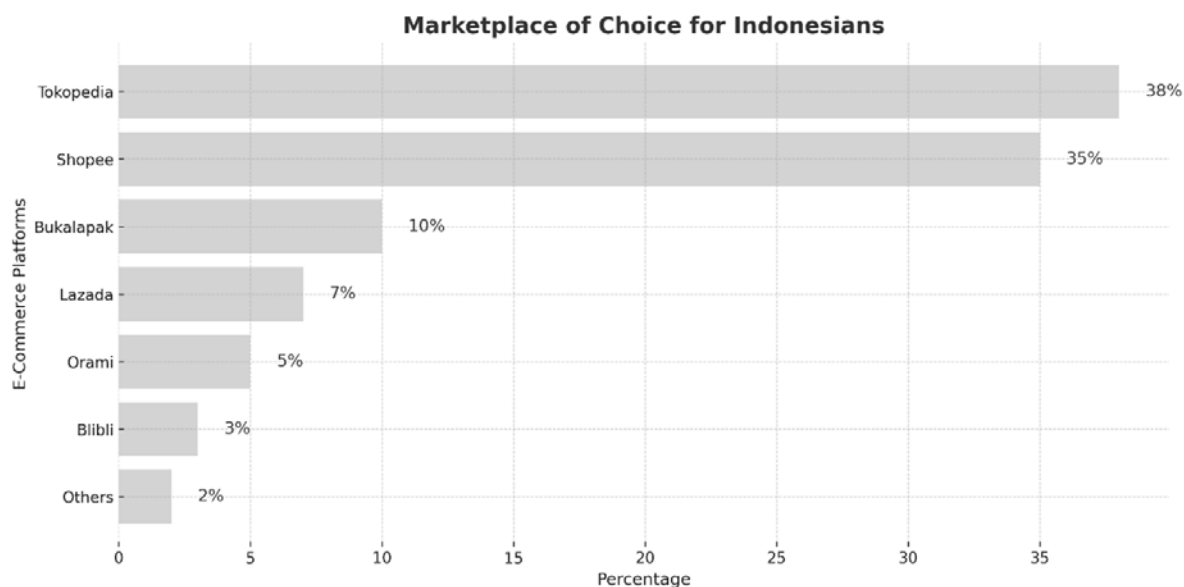 Marketplace of Choice for Indonesians
E-Commerce Platforms
Tokopedia
38%
Shopee
35%
Bukalapak
10%
Lazada
7%
Orami
5%
Blibli
3%
Others
2%
0 5 10 15 20 25 30 35
Percentage